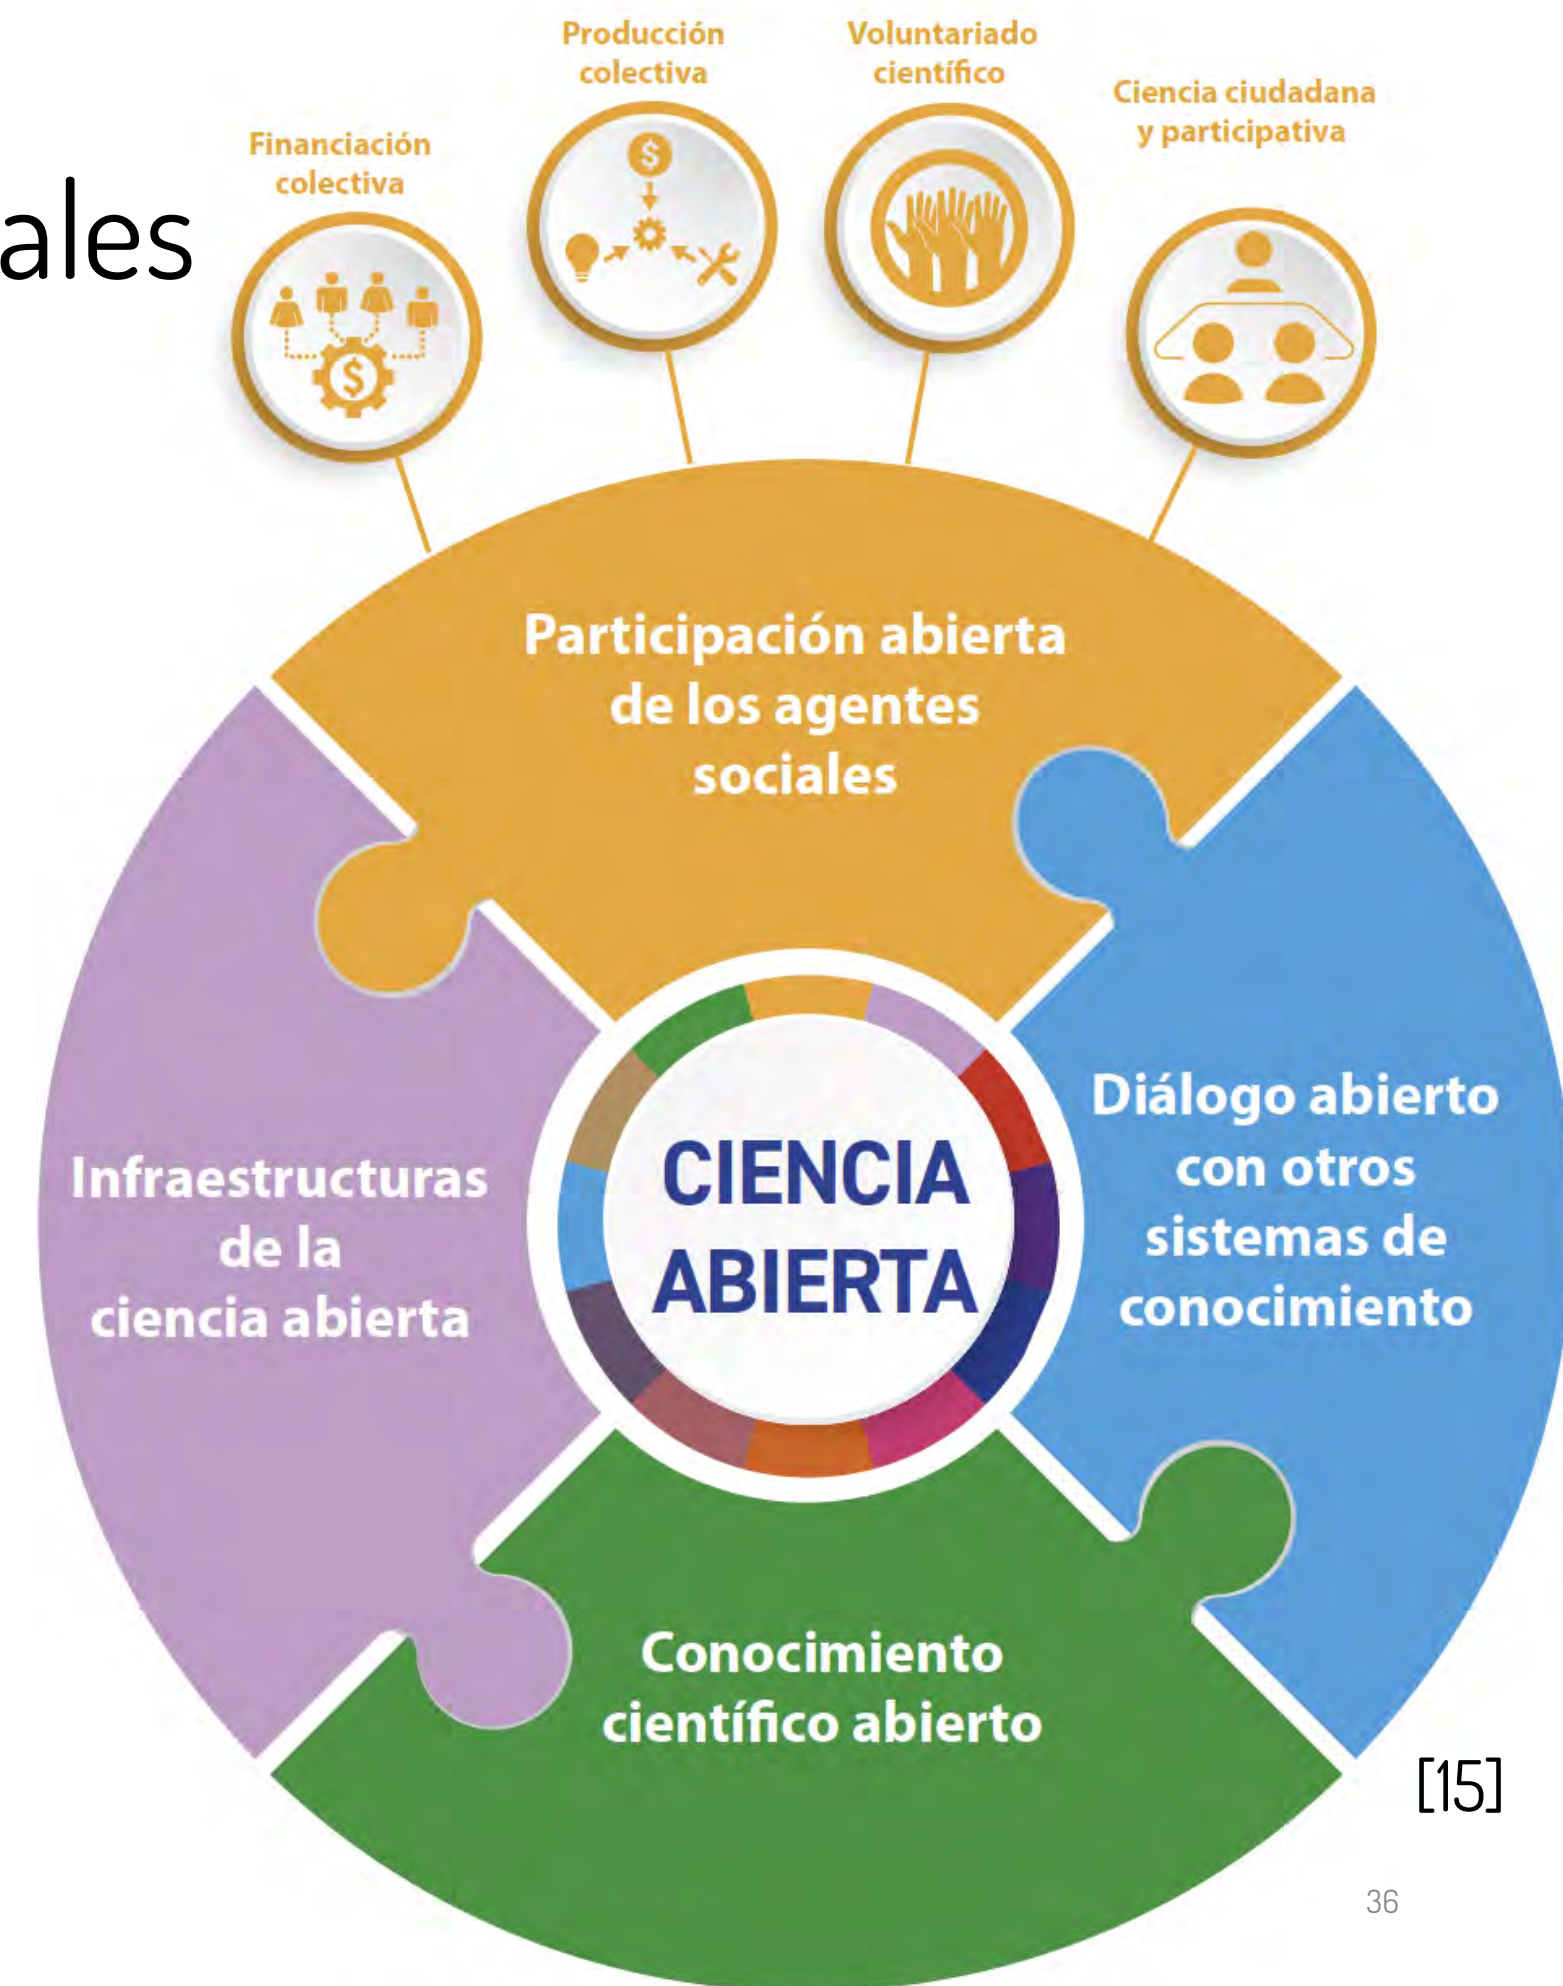 Producción
colectiva
Voluntariado
científico
Ciencia ciudadana
y participativa
Financiación
colectiva
ales
$
$
Participación abierta
de los agentes
sociales
Diálogo abierto
con otros
sistemas de
conocimiento
Infraestructuras
de la
ciencia abierta
CIENCIA
ABIERTA
Conocimiento
científico abierto
[15]
36